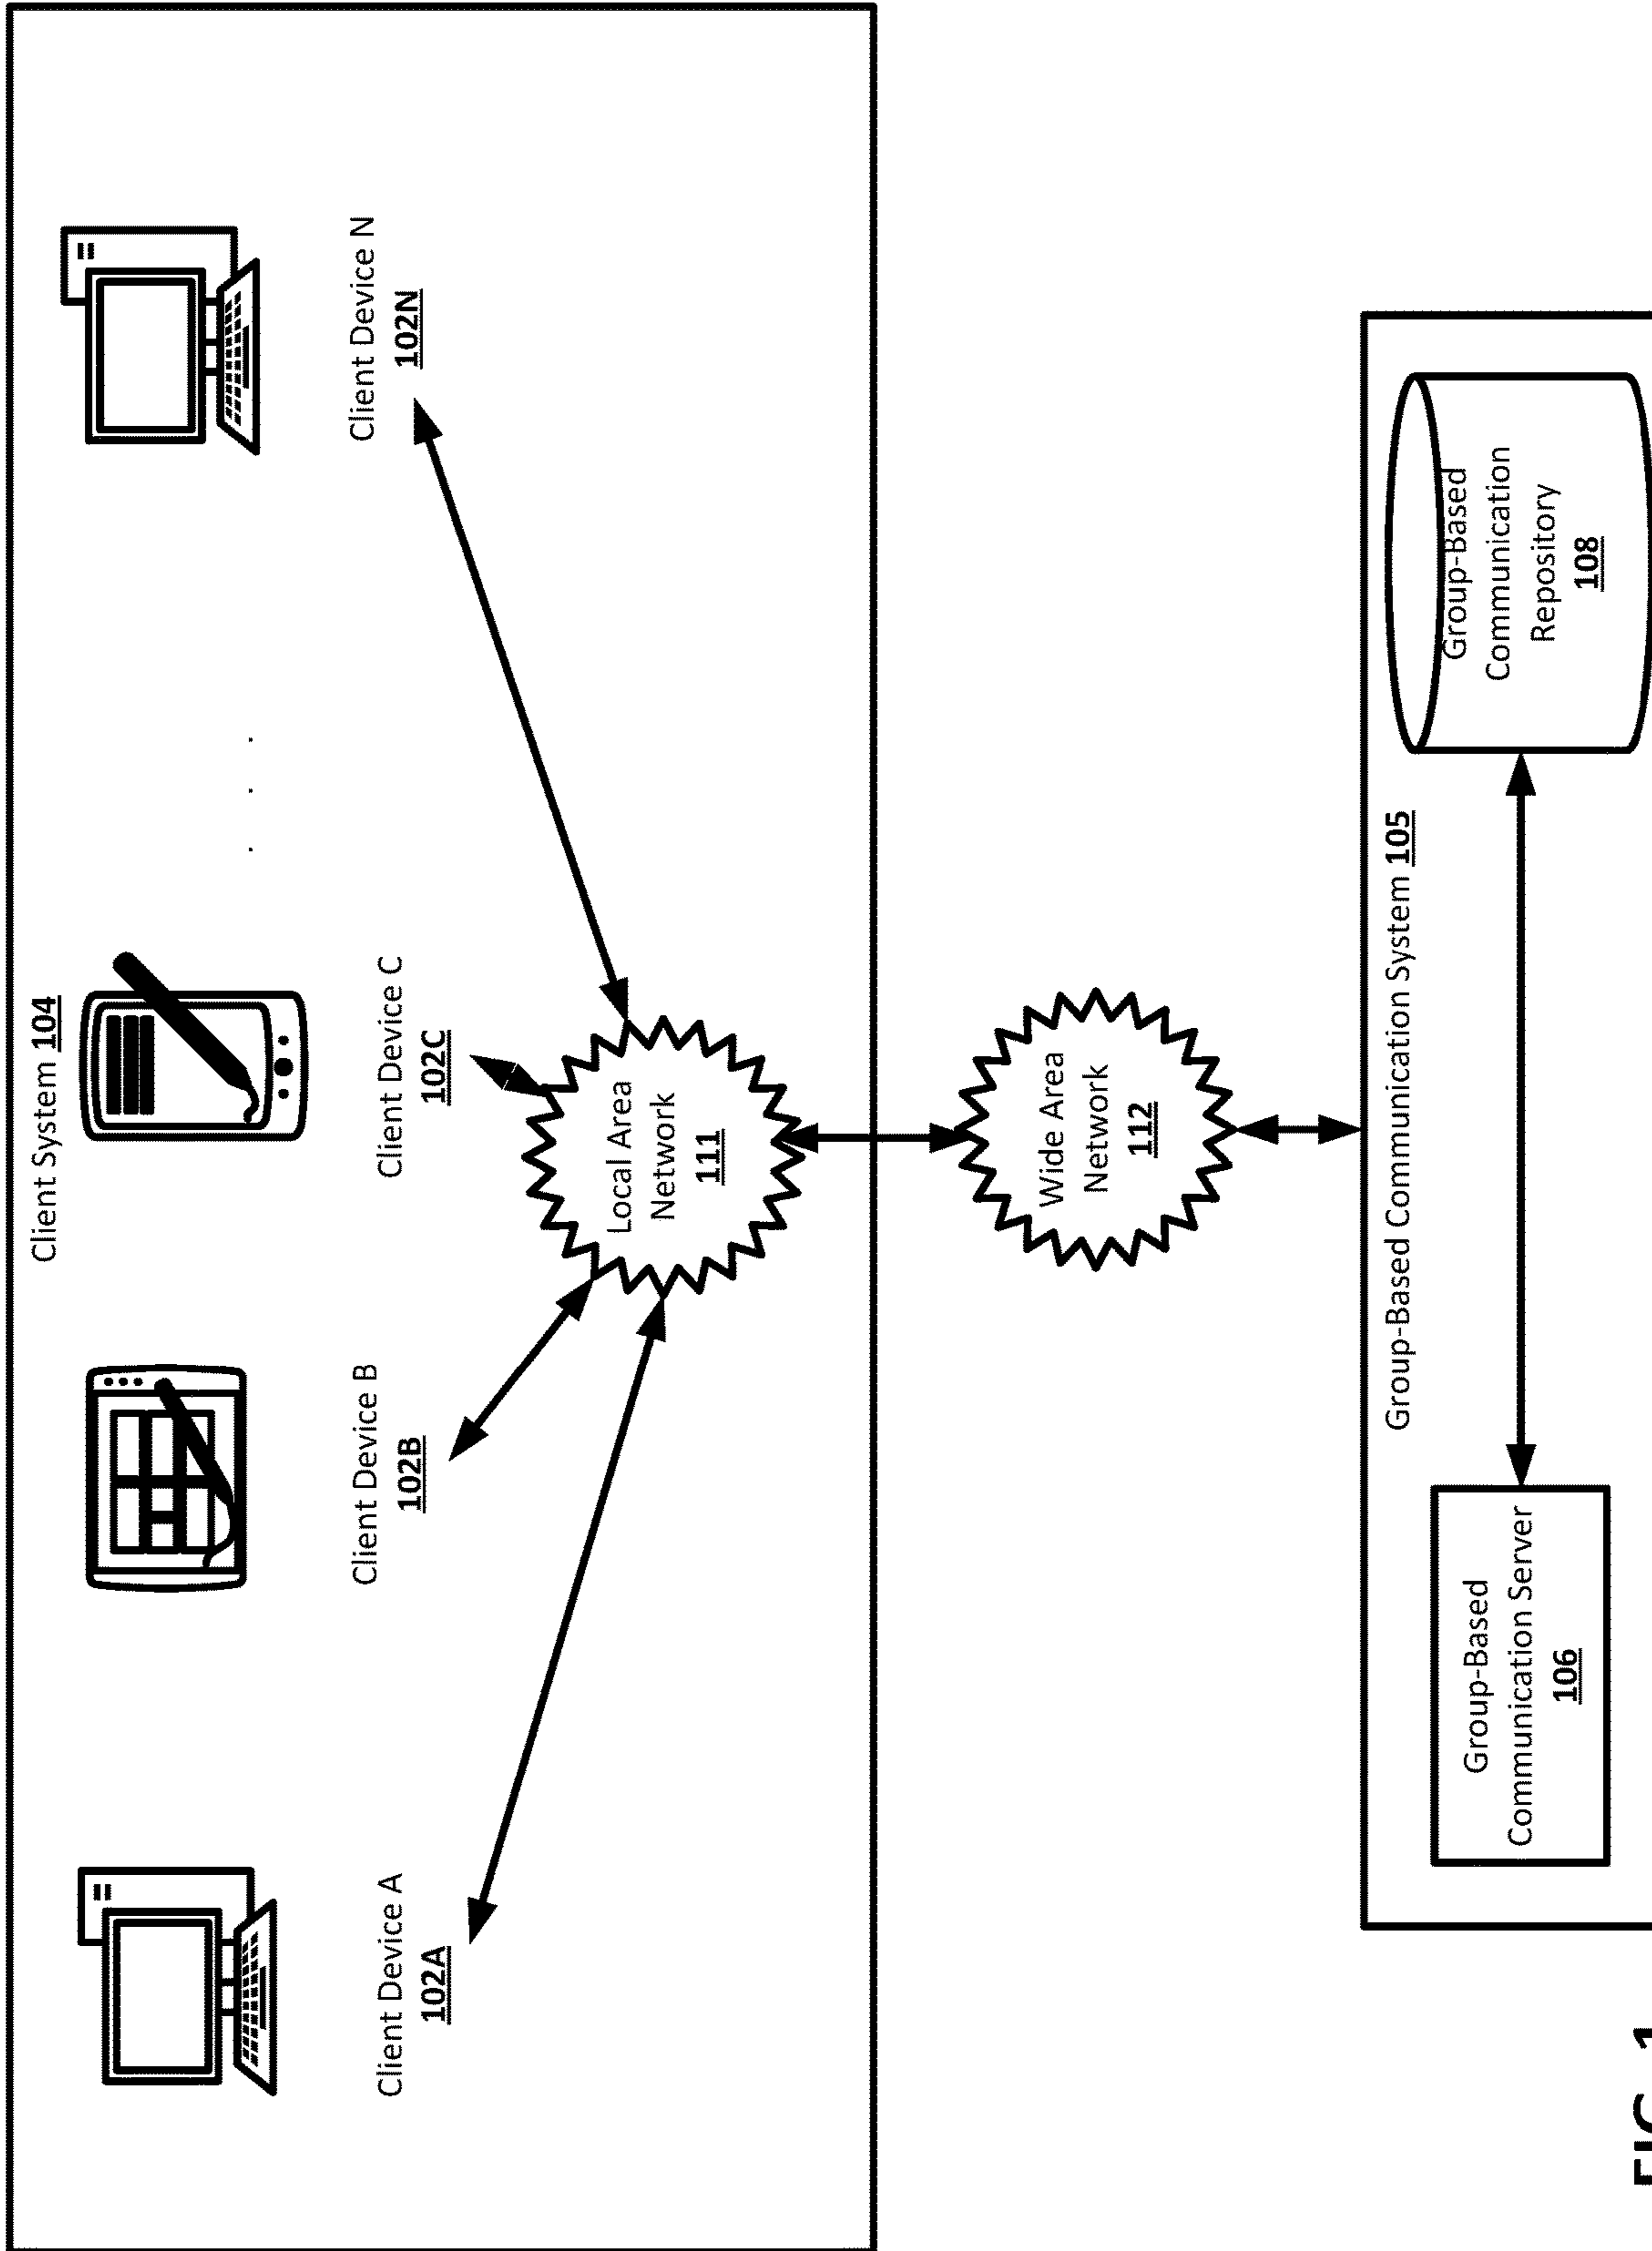 Client System 104
Client Device A
102A
Client Device B
102B
Client Device C
102C
. . .
Client Device N
102N
Local Area
Network
111
Wide Area
Network
112
Group-Based Communication System 105
Group-Based
Communication Server
106
Group-Based
Communication
Repository
108
FIG. 1